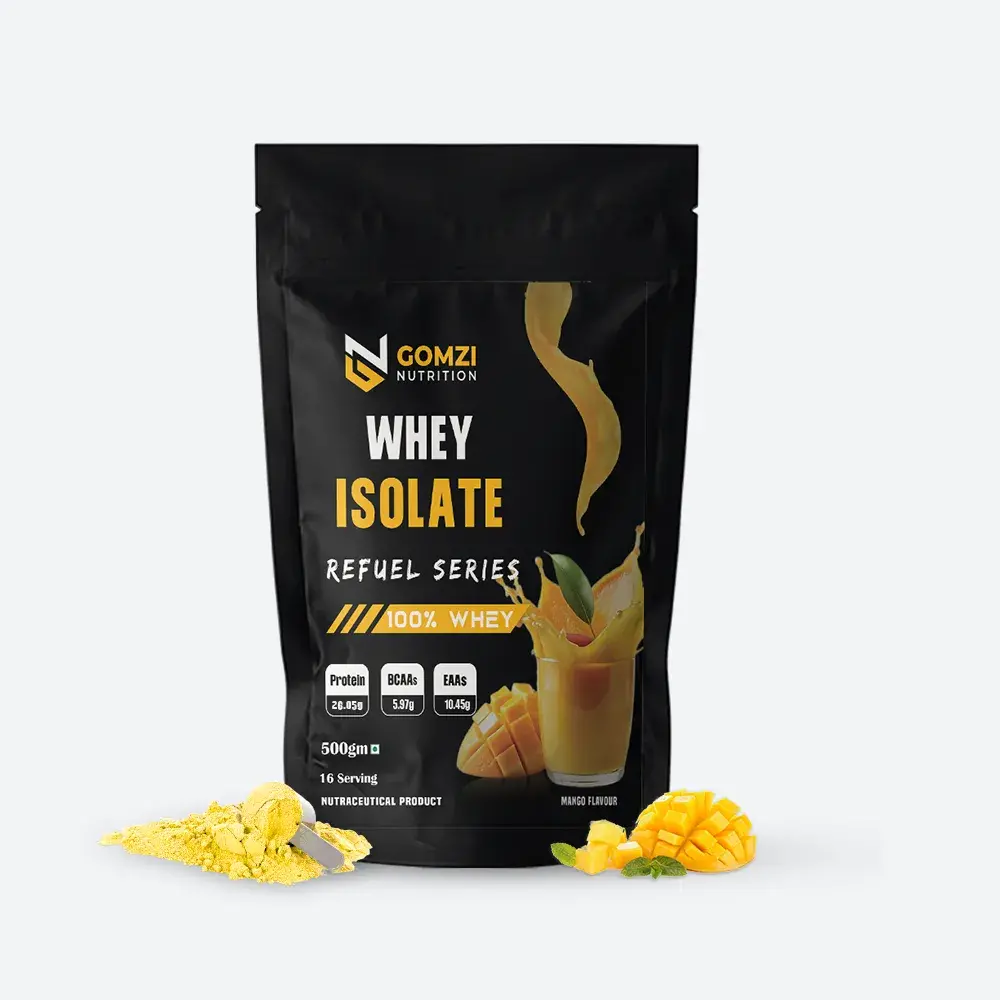 GOMZI
NUTRITION
WHEY
ISOLATE
REFUEL SERIES
100% WHEY
Protein
26.05g
BCAAs
5.97g
EAAs
10.45g
500gm
16 Serving
NUTRACEUTICAL PRODUCT
MANGO FLAVOUR